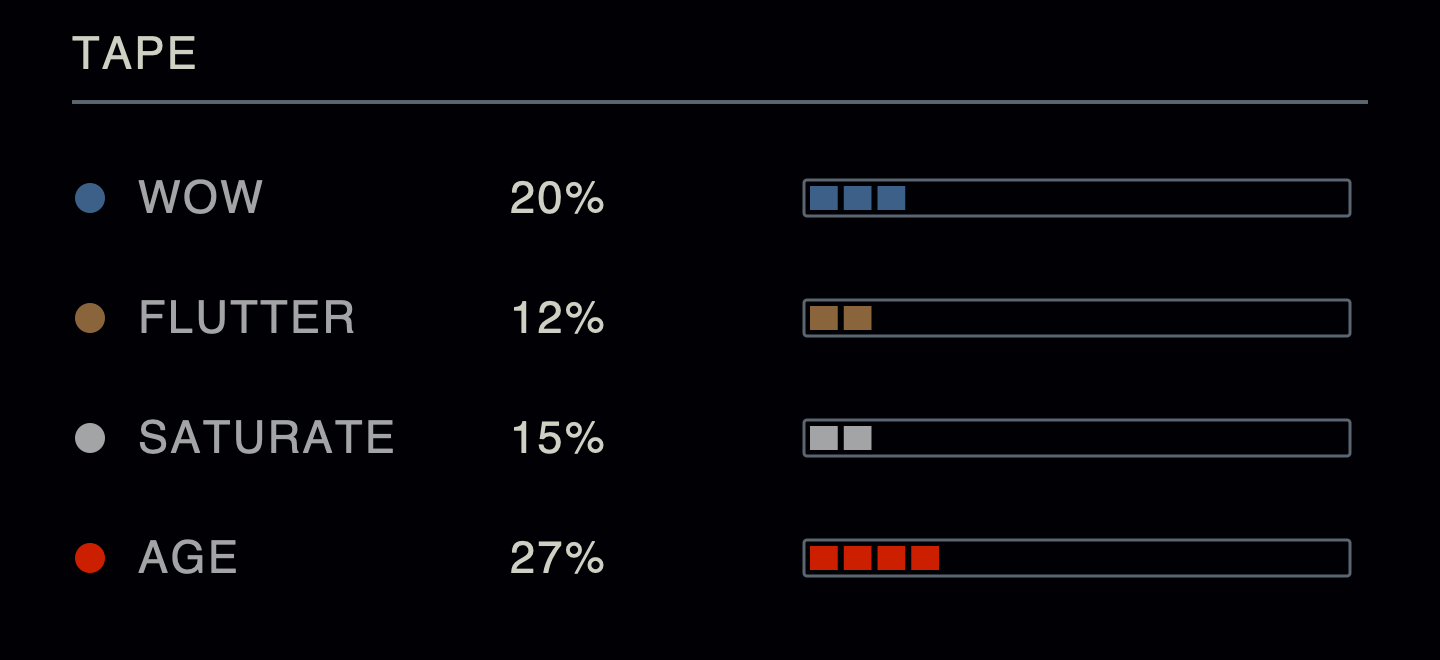 TAPE
WOW 20%
FLUTTER 12%
SATURATE 15%
AGE 27%